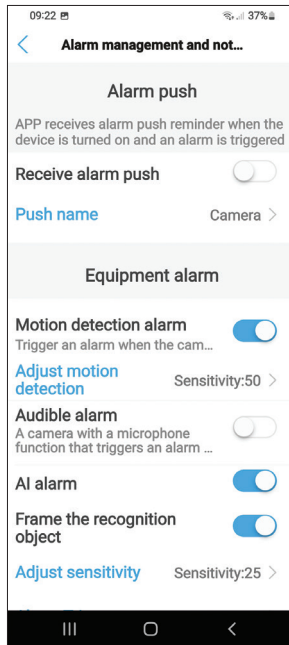 09:22 37%
Alarm management and not...
Alarm push
APP receives alarm push reminder when the
device is turned on and an alarm is triggered
Receive alarm push
Push name Camera >
Equipment alarm
Motion detection alarm
Trigger an alarm when the cam...
Adjust motion
detection Sensitivity:50 >
Audible alarm
A camera with a microphone
function that triggers an alarm ...
AI alarm
Frame the recognition
object
Adjust sensitivity Sensitivity:25 >